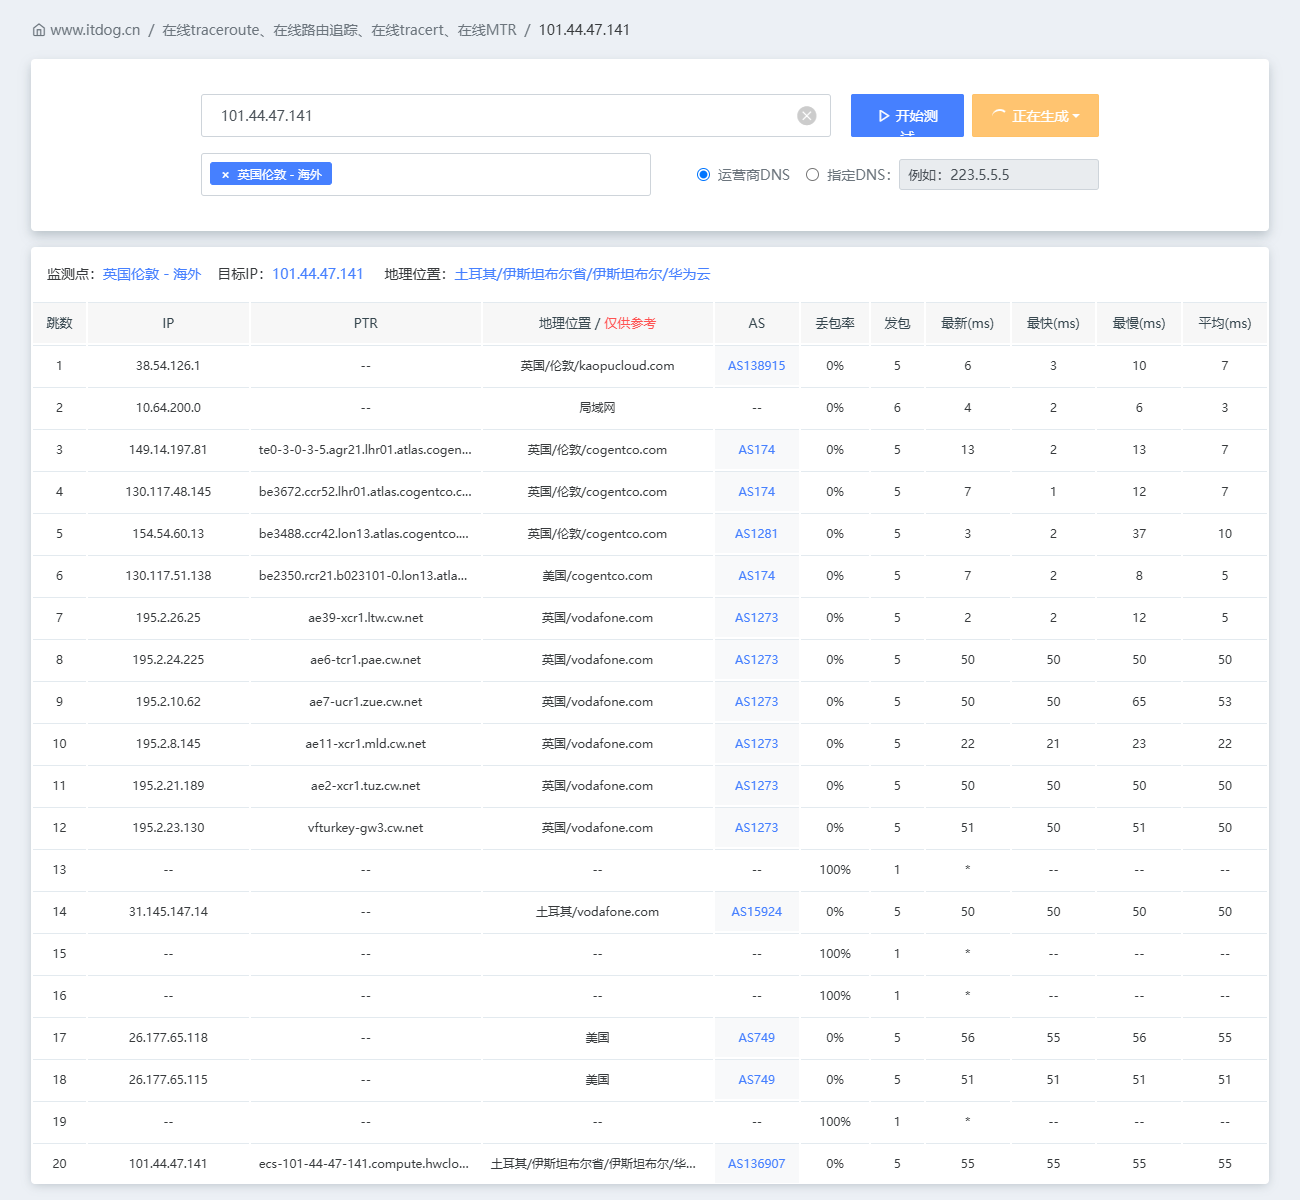 www.itdog.cn / 在线traceroute、在线路由追踪、在线tracert、在线MTR / 101.44.47.141
101.44.47.141
开始测试
正在生成
× 英国伦敦 - 海外
运营商DNS 指定DNS： 例如：223.5.5.5
监测点：英国伦敦 - 海外 目标IP：101.44.47.141 地理位置：土耳其/伊斯坦布尔省/伊斯坦布尔/华为云
跳数 IP PTR 地理位置 / 仅供参考 AS 丢包率 发包 最新(ms) 最快(ms) 最慢(ms) 平均(ms)
1 38.54.126.1 -- 英国/伦敦/kaopucloud.com AS138915 0% 5 6 3 10 7
2 10.64.200.0 -- 局域网 -- 0% 6 4 2 6 3
3 149.14.197.81 te0-3-0-3-5.agr21.lhr01.atlas.cogen... 英国/伦敦/cogentco.com AS174 0% 5 13 2 13 7
4 130.117.48.145 be3672.ccr52.lhr01.atlas.cogentco.c... 英国/伦敦/cogentco.com AS174 0% 5 7 1 12 7
5 154.54.60.13 be3488.ccr42.lon13.atlas.cogentco.... 英国/伦敦/cogentco.com AS1281 0% 5 3 2 37 10
6 130.117.51.138 be2350.rcr21.b023101-0.lon13.atla... 美国/cogentco.com AS174 0% 5 7 2 8 5
7 195.2.26.25 ae39-xcr1.ltw.cw.net 英国/vodafone.com AS1273 0% 5 2 2 12 5
8 195.2.24.225 ae6-tcr1.pae.cw.net 英国/vodafone.com AS1273 0% 5 50 50 50 50
9 195.2.10.62 ae7-ucr1.zue.cw.net 英国/vodafone.com AS1273 0% 5 50 50 65 53
10 195.2.8.145 ae11-xcr1.mld.cw.net 英国/vodafone.com AS1273 0% 5 22 21 23 22
11 195.2.21.189 ae2-xcr1.tuz.cw.net 英国/vodafone.com AS1273 0% 5 50 50 50 50
12 195.2.23.130 vfturkey-gw3.cw.net 英国/vodafone.com AS1273 0% 5 51 50 51 50
13 -- -- -- -- 100% 1 * -- -- --
14 31.145.147.14 -- 土耳其/vodafone.com AS15924 0% 5 50 50 50 50
15 -- -- -- -- 100% 1 * -- -- --
16 -- -- -- -- 100% 1 * -- -- --
17 26.177.65.118 -- 美国 AS749 0% 5 56 55 56 55
18 26.177.65.115 -- 美国 AS749 0% 5 51 51 51 51
19 -- -- -- -- 100% 1 * -- -- --
20 101.44.47.141 ecs-101-44-47-141.compute.hwclo... 土耳其/伊斯坦布尔省/伊斯坦布尔/华... AS136907 0% 5 55 55 55 55